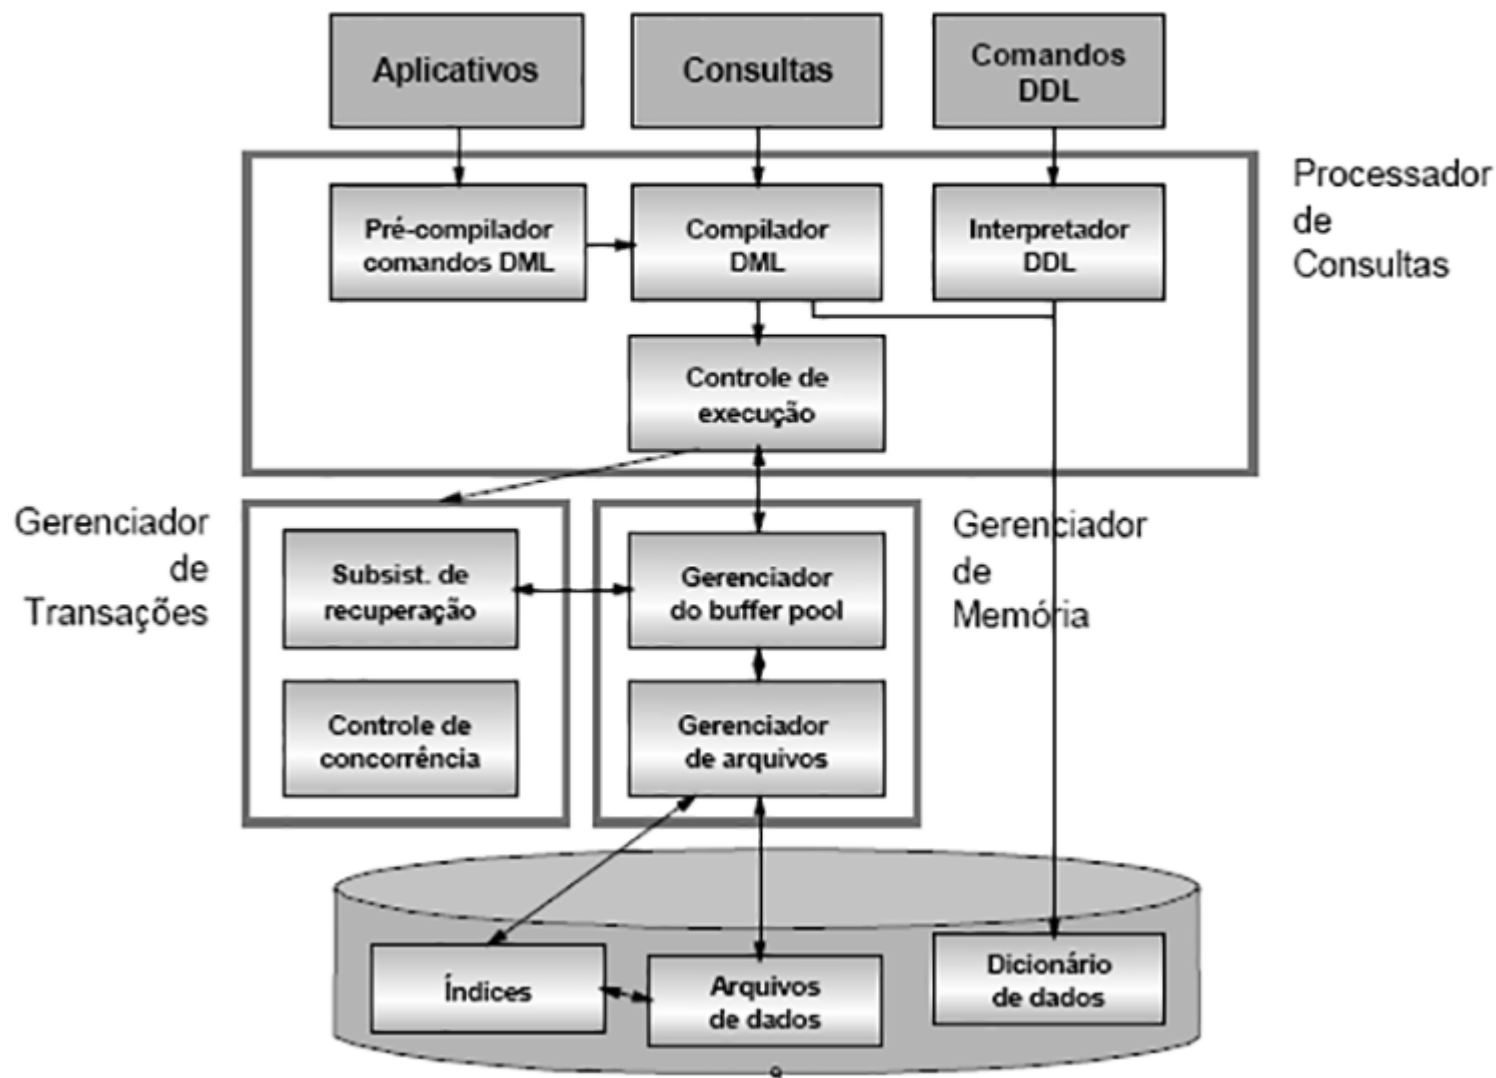 Aplicativos
Consultas
Comandos
DDL
Processador
de
Consultas
Pré-compilador
comandos DML
Compilador
DML
Interpretador
DDL
Controle de
execução
Gerenciador
de
Transações
Subsist. de
recuperação
Gerenciador
do buffer pool
Gerenciador
de
Memória
Controle de
concorrência
Gerenciador
de arquivos
Índices
Arquivos
de dados
Dicionário
de dados
9